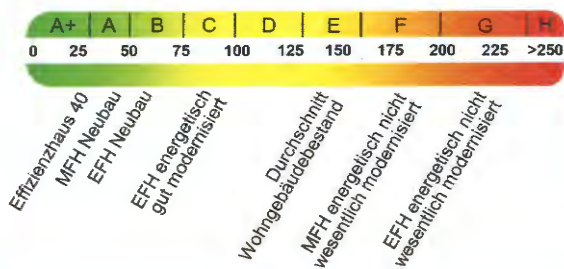 A+ A B C D E F G H
0 25 50 75 100 125 150 175 200 225 >250
Effizienzhaus 40
MFH Neubau
EFH Neubau
EFH energetisch
gut modernisiert
Durchschnitt
Wohngebäudebestand
MFH energetisch nicht
wesentlich modernisiert
EFH energetisch nicht
wesentlich modernisiert